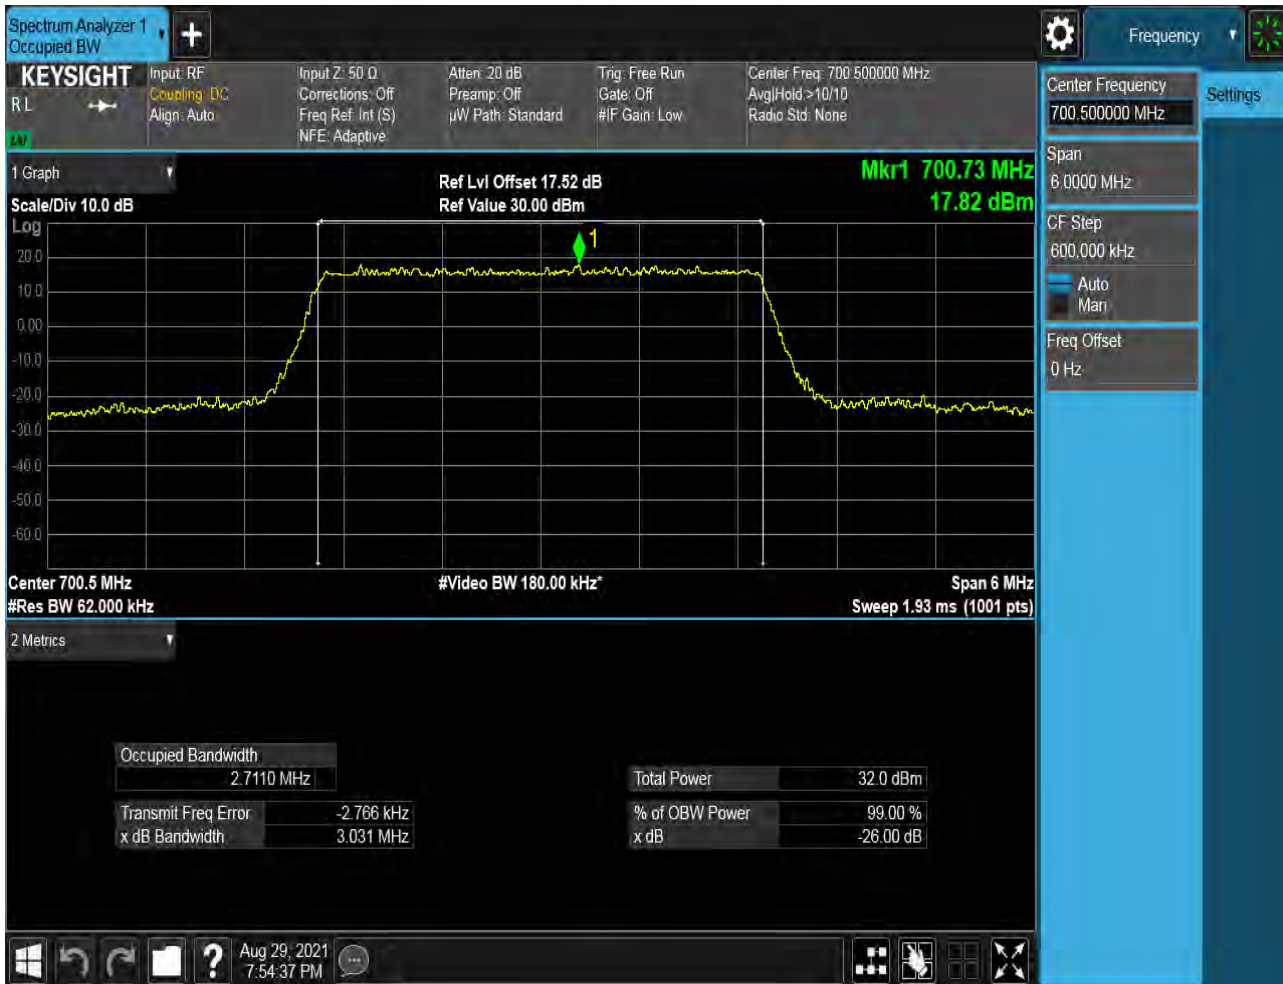 Spectrum Analyzer 1
Occupied BW
Frequency
KEYSIGHT
R L
Input: RF
Coupling: DC
Align: Auto
Input Z: 50 Ω
Corrections: Off
Freq Ref: Int (S)
NFE: Adaptive
Atten: 20 dB
Preamp: Off
µW Path: Standard
Trig: Free Run
Gate: Off
#IF Gain: Low
Center Freq: 700.500000 MHz
Avg|Hold:>10/10
Radio Std: None
1 Graph
Scale/Div 10.0 dB
Ref Lvl Offset 17.52 dB
Ref Value 30.00 dBm
Mkr1 700.73 MHz
17.82 dBm
Log
20.0
10.0
0.00
-10.0
-20.0
-30.0
-40.0
-50.0
-60.0
1
Center 700.5 MHz
#Res BW 62.000 kHz
#Video BW 180.00 kHz*
Span 6 MHz
Sweep 1.93 ms (1001 pts)
2 Metrics
Occupied Bandwidth
2.7110 MHz
Transmit Freq Error -2.766 kHz
x dB Bandwidth 3.031 MHz
Total Power 32.0 dBm
% of OBW Power 99.00 %
x dB -26.00 dB
Aug 29, 2021
7:54:37 PM
Center Frequency
700.500000 MHz
Settings
Span
6.0000 MHz
CF Step
600.000 kHz
Auto
Man
Freq Offset
0 Hz